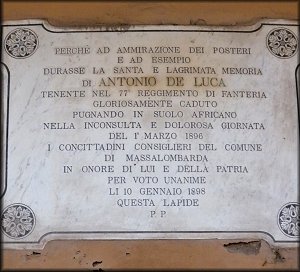 PERCHÈ AD AMMIRAZIONE DEI POSTERI
E AD ESEMPIO
DURASSE LA SANTA E LAGRIMATA MEMORIA
DI ANTONIO DE LUCA
TENENTE NEL 77° REGGIMENTO DI FANTERIA
GLORIOSAMENTE CADUTO
PUGNANDO IN SUOLO AFRICANO
NELLA INCONSULTA E DOLOROSA GIORNATA
DEL 1° MARZO 1896
I CONCITTADINI CONSIGLIERI DEL COMUNE
DI MASSALOMBARDA
IN ONORE DI LUI E DELLA PATRIA
PER VOTO UNANIME
LI 10 GENNAIO 1898
QUESTA LAPIDE
P. P.